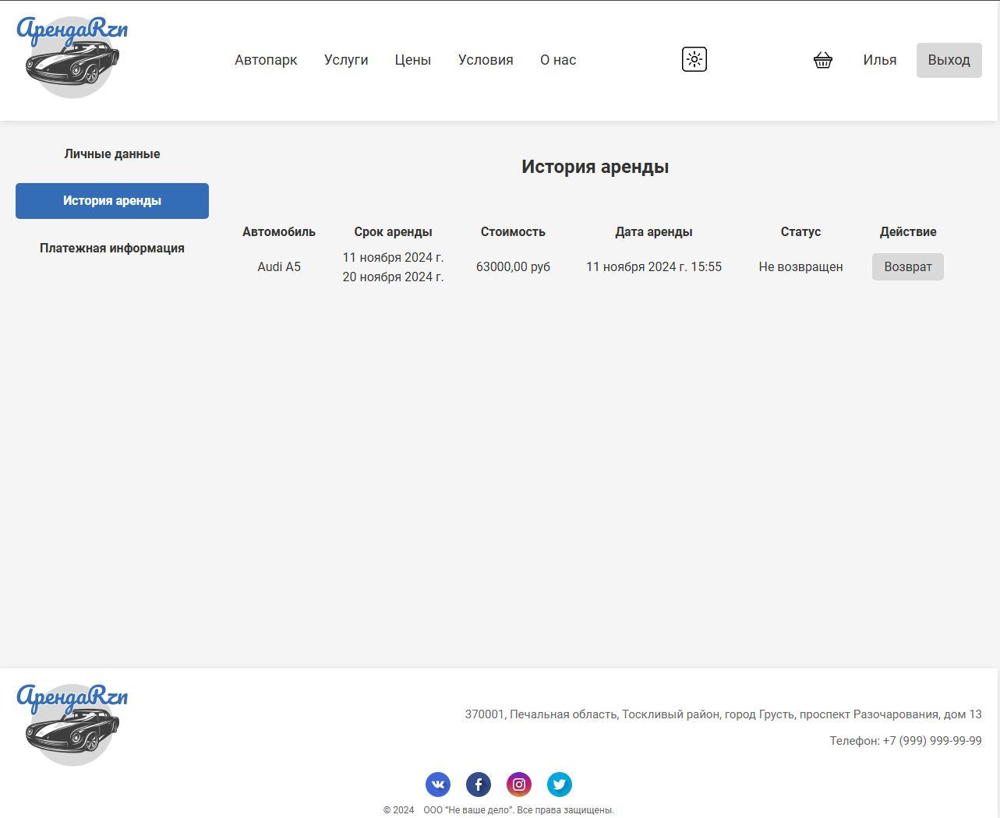 АрендаRzn
Автопарк Услуги Цены Условия О нас Илья Выход
Личные данные
История аренды
Платежная информация
История аренды
Автомобиль Срок аренды Стоимость Дата аренды Статус Действие
Audi A5 11 ноября 2024 г. 63000,00 руб 11 ноября 2024 г. 15:55 Не возвращен Возврат
20 ноября 2024 г.
АрендаRzn
370001, Печальная область, Тоскливый район, город Грусть, проспект Разочарования, дом 13
Телефон: +7 (999) 999-99-99
© 2024 ООО “Не ваше дело”. Все права защищены.